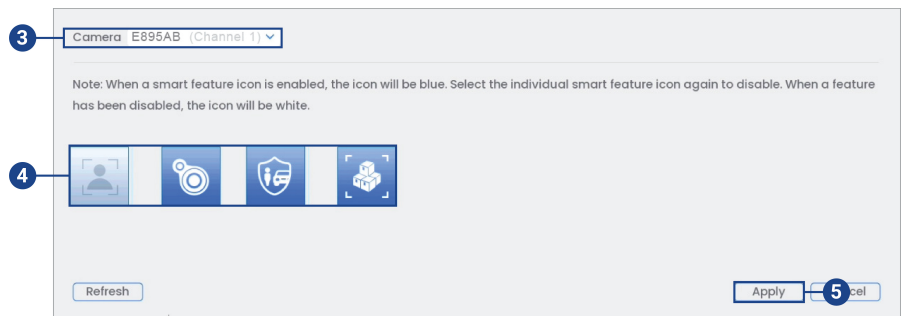 3
Camera E895AB (Channel 1)
Note: When a smart feature icon is enabled, the icon will be blue. Select the individual smart feature icon again to disable. When a feature
has been disabled, the icon will be white.
4
Refresh
Apply 5 cel